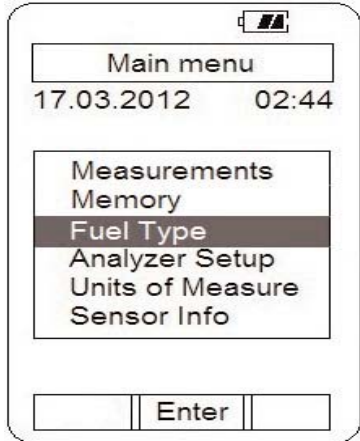 Main menu
17.03.2012 02:44
Measurements
Memory
Fuel Type
Analyzer Setup
Units of Measure
Sensor Info
Enter